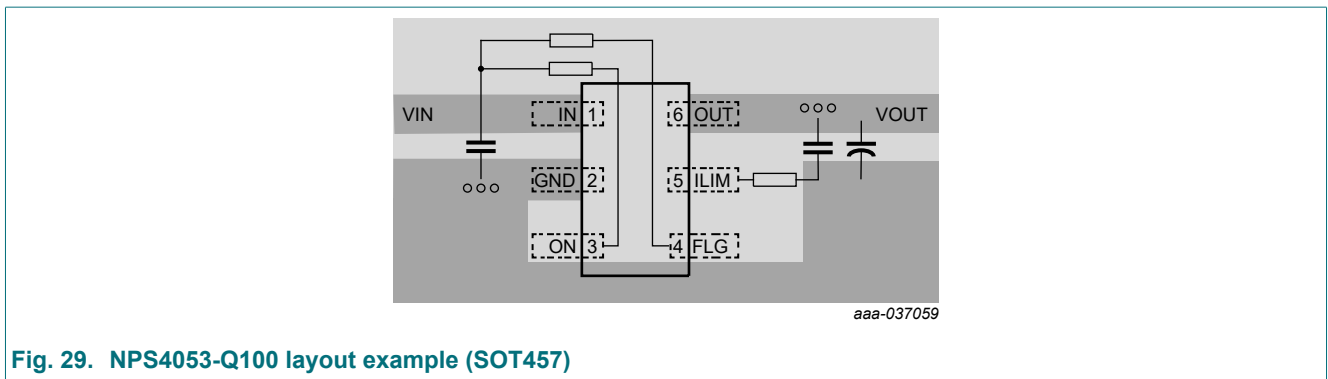 VIN IN 1 6 OUT VOUT
GND 2 5 ILIM
ON 3 4 FLG
aaa-037059
Fig. 29. NPS4053-Q100 layout example (SOT457)